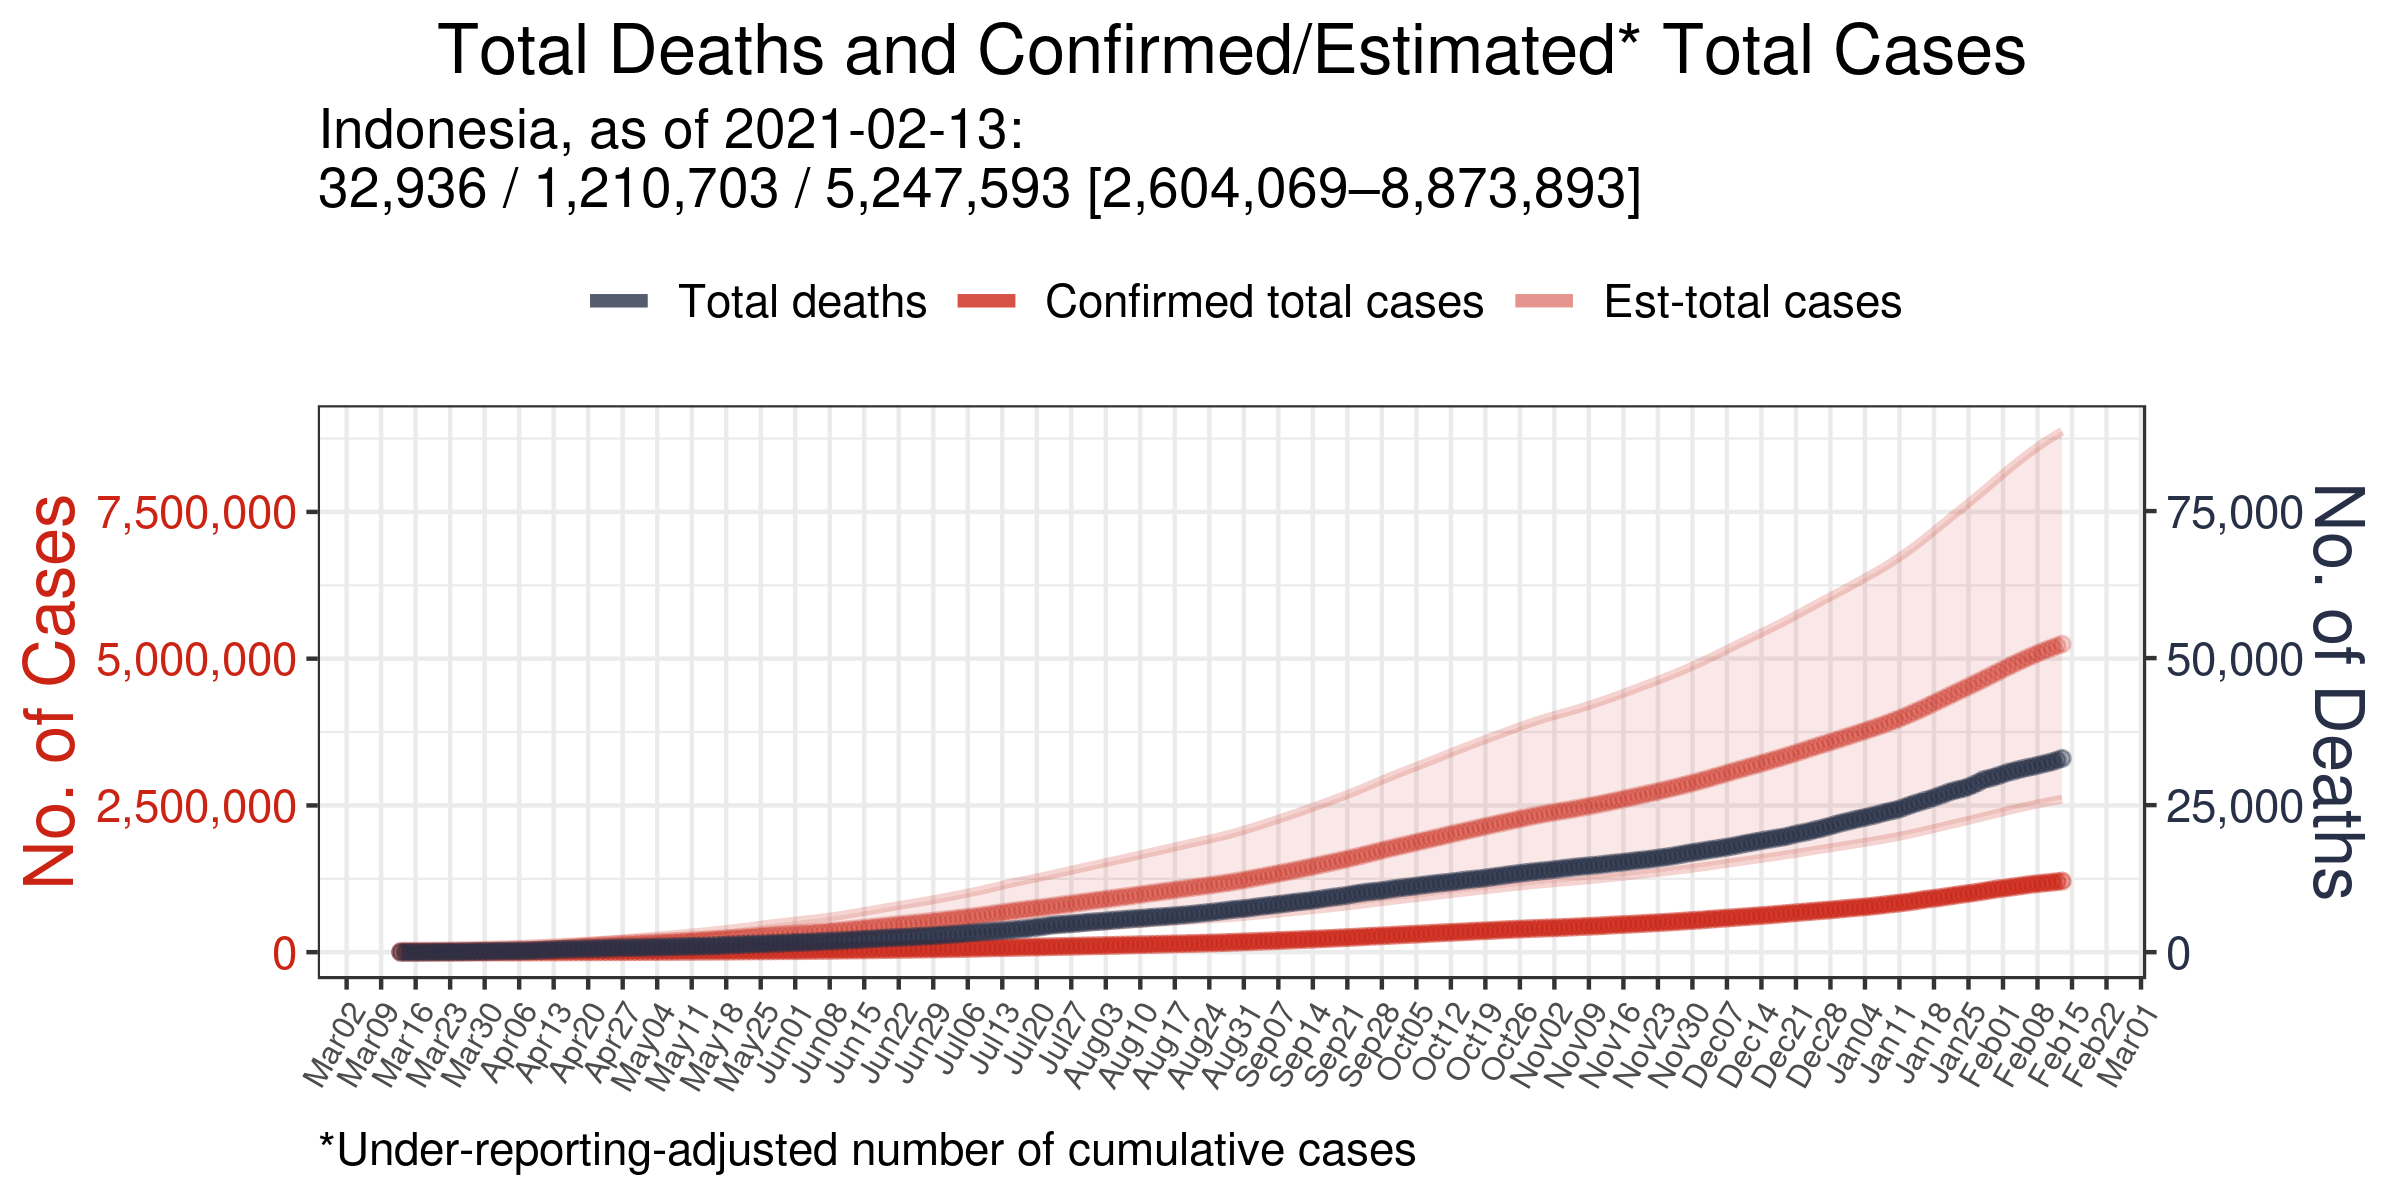 Total Deaths and Confirmed/Estimated* Total Cases
Indonesia, as of 2021-02-13:
32,936 / 1,210,703 / 5,247,593 [2,604,069–8,873,893]
Total deaths
Confirmed total cases
Est-total cases
No. of Cases
7,500,000
5,000,000
2,500,000
0
75,000
50,000
25,000
0
No. of Deaths
Mar02
Mar09
Mar16
Mar23
Mar30
Apr06
Apr13
Apr20
Apr27
May04
May11
May18
May25
Jun01
Jun08
Jun15
Jun22
Jun29
Jul06
Jul13
Jul20
Jul27
Aug03
Aug10
Aug17
Aug24
Aug31
Sep07
Sep14
Sep21
Sep28
Oct05
Oct12
Oct19
Oct26
Nov02
Nov09
Nov16
Nov23
Nov30
Dec07
Dec14
Dec21
Dec28
Jan04
Jan11
Jan18
Jan25
Feb01
Feb08
Feb15
Feb22
Mar01
*Under-reporting-adjusted number of cumulative cases